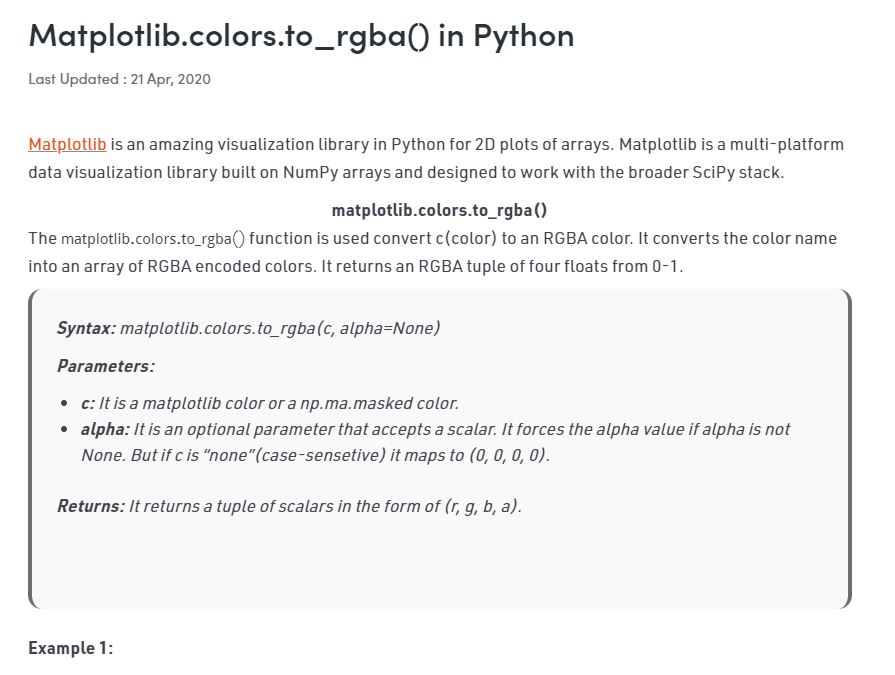 Matplotlib.colors.to_rgba() in Python
Last Updated : 21 Apr, 2020
Matplotlib is an amazing visualization library in Python for 2D plots of arrays. Matplotlib is a multi-platform
data visualization library built on NumPy arrays and designed to work with the broader SciPy stack.
matplotlib.colors.to_rgba()
The matplotlib.colors.to_rgba() function is used convert c(color) to an RGBA color. It converts the color name
into an array of RGBA encoded colors. It returns an RGBA tuple of four floats from 0-1.
Syntax: matplotlib.colors.to_rgba(c, alpha=None)
Parameters:
• c: It is a matplotlib color or a np.ma.masked color.
• alpha: It is an optional parameter that accepts a scalar. It forces the alpha value if alpha is not
None. But if c is “none”(case-sensetive) it maps to (0, 0, 0, 0).
Returns: It returns a tuple of scalars in the form of (r, g, b, a).
Example 1: